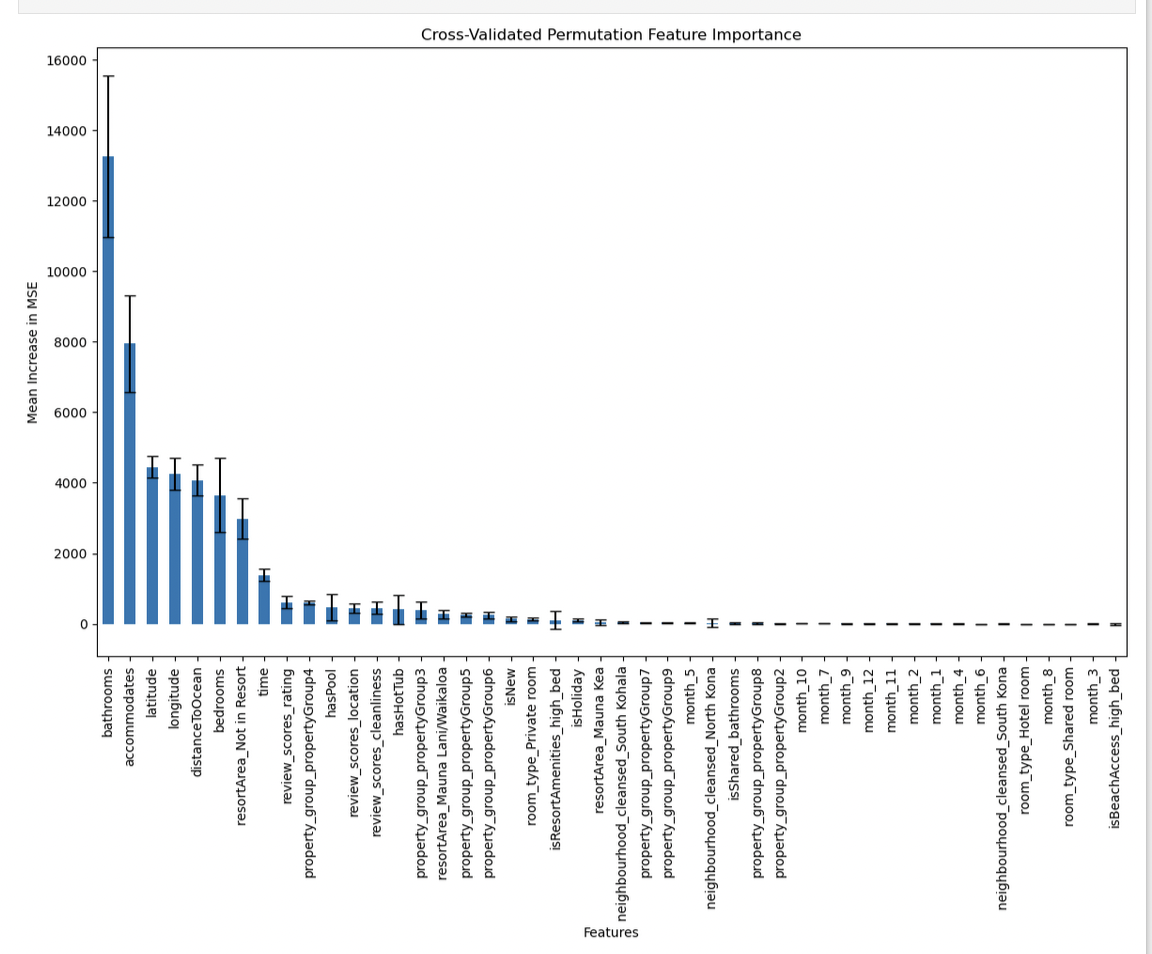 Cross-Validated Permutation Feature Importance
Mean Increase in MSE
16000
14000
12000
10000
8000
6000
4000
2000
0
bathrooms
accommodates
latitude
longitude
distanceToOcean
bedrooms
resortArea_Not in Resort
time
review_scores_rating
property_group_propertyGroup4
hasPool
review_scores_location
review_scores_cleanliness
hasHotTub
property_group_propertyGroup3
resortArea_Mauna Lani/Waikaloa
property_group_propertyGroup5
property_group_propertyGroup6
isNew
room_type_Private room
isResortAmenities_high_bed
isHoliday
resortArea_Mauna Kea
neighbourhood_cleansed_South Kohala
property_group_propertyGroup7
property_group_propertyGroup9
month_5
neighbourhood_cleansed_North Kona
isShared_bathrooms
property_group_propertyGroup8
property_group_propertyGroup2
month_10
month_7
month_9
month_12
month_11
month_2
month_1
month_4
month_6
neighbourhood_cleansed_South Kona
room_type_Hotel room
month_8
room_type_Shared room
month_3
isBeachAccess_high_bed
Features